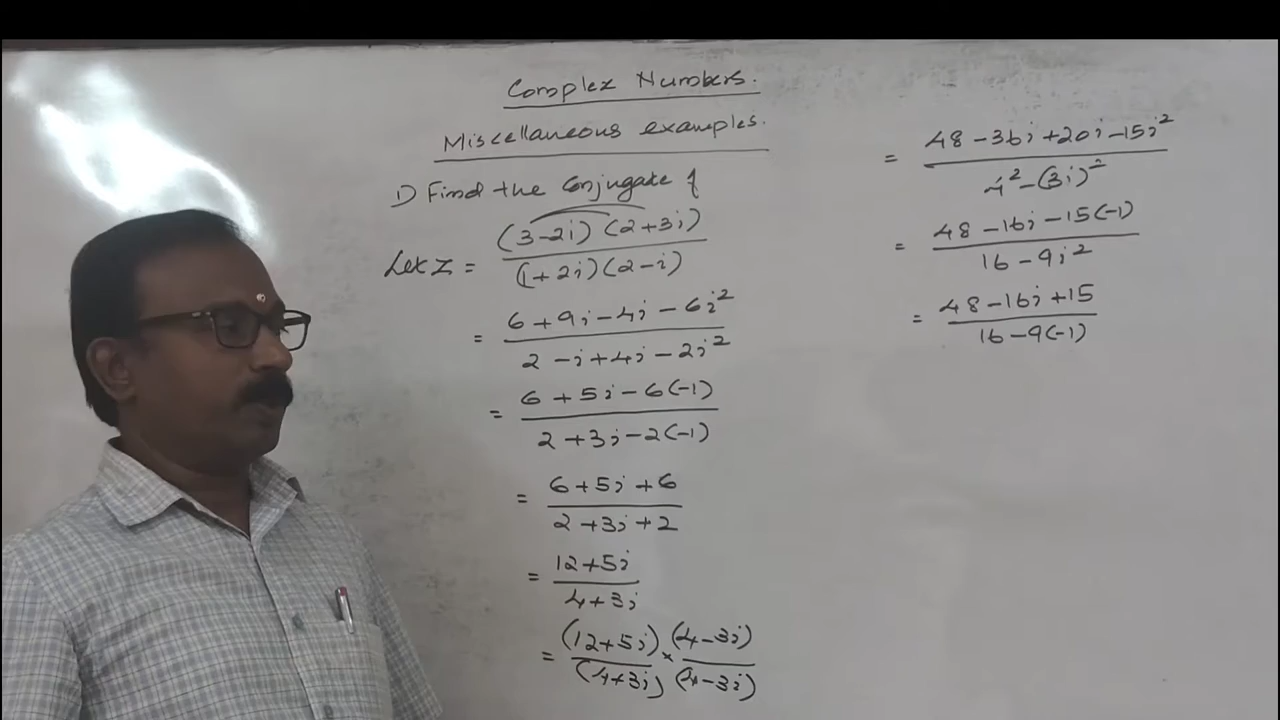 Complex Numbers.
Miscellaneous examples.
1) Find the Conjugate of
Let Z = (3-2i) (2+3i) / (1+2i) (2-i)
= 6+9i-4i-6i² / 2-i+4i-2i²
= 6+5i-6(-1) / 2+3i-2(-1)
= 6+5i+6 / 2+3i+2
= 12+5i / 4+3i
= (12+5i) / (4+3i) × (4-3i) / (4-3i)
= 48-36i+20i-15i² / 4²-(3i)²
= 48-16i-15(-1) / 16-9i²
= 48-16i+15 / 16-9(-1)